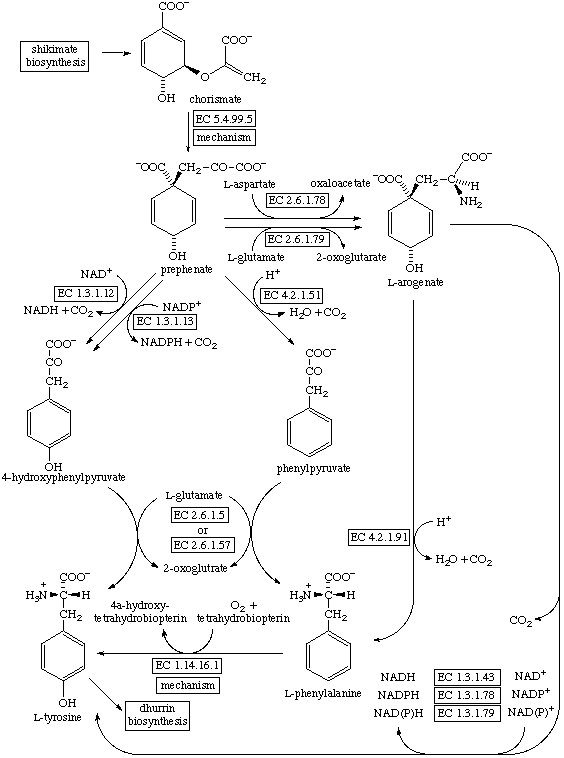 COO⁻
COO⁻
shikimate
biosynthesis
O
CH₂
OH
chorismate
EC 5.4.99.5
mechanism
⁻OOC CH₂—CO—COO⁻
COO⁻
⁻OOC CH₂—C H
NH₂
L-aspartate oxaloacetate
EC 2.6.1.78
EC 2.6.1.79
L-glutamate 2-oxoglutarate
OH
prephenate
OH
L-arogenate
NAD⁺
EC 1.3.1.12
NADH + CO₂
NADP⁺
EC 1.3.1.13
NADPH + CO₂
H⁺
EC 4.2.1.51
H₂O + CO₂
COO⁻
CO
CH₂
OH
4-hydroxyphenylpyruvate
COO⁻
CO
CH₂
phenylpyruvate
L-glutamate
EC 2.6.1.5
or
EC 2.6.1.57
2-oxoglutrate
H⁺
EC 4.2.1.91
H₂O + CO₂
COO⁻
H₃N⁺ C H
CH₂
OH
L-tyrosine
4a-hydroxy-
tetrahydrobiopterin
O₂ +
tetrahydrobiopterin
EC 1.14.16.1
mechanism
COO⁻
H₃N⁺ C H
CH₂
L-phenylalanine
dhurrin
biosynthesis
CO₂
NADH EC 1.3.1.43 NAD⁺
NADPH EC 1.3.1.78 NADP⁺
NAD(P)H EC 1.3.1.79 NAD(P)⁺